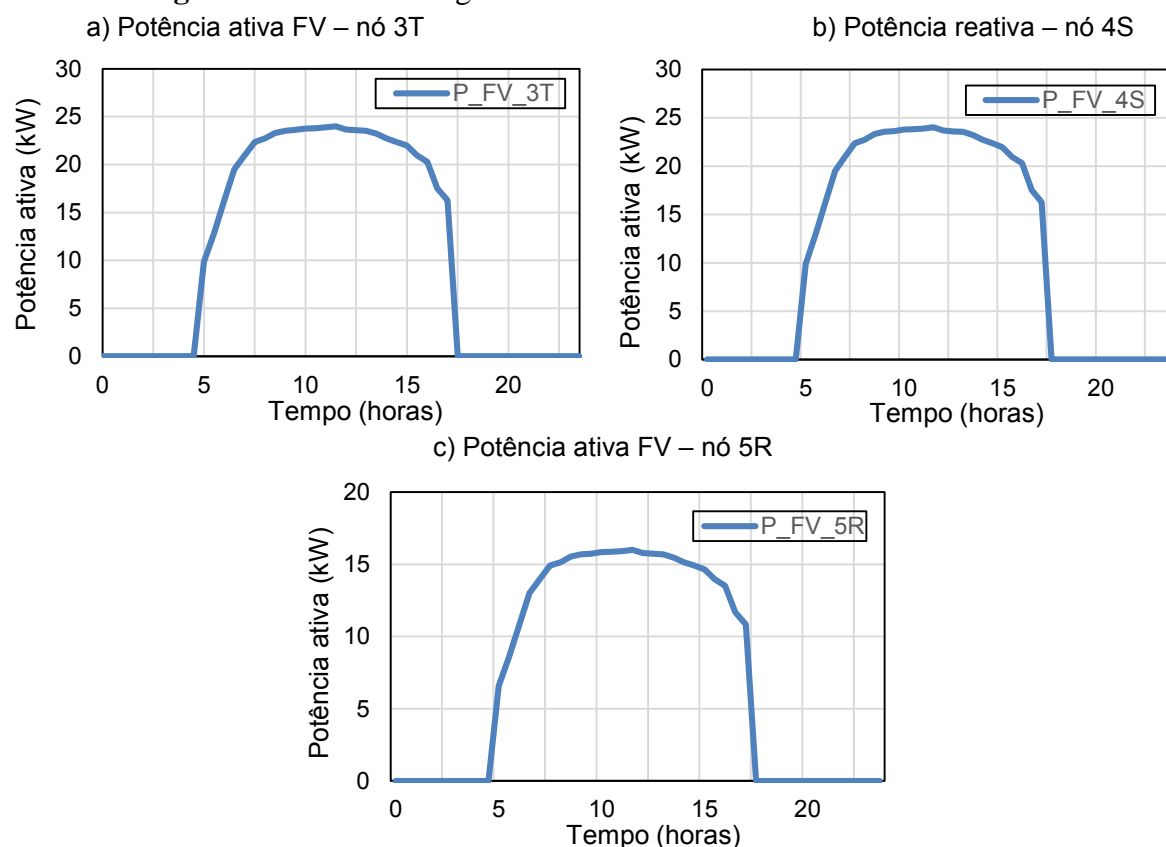 a) Potência ativa FV – nó 3T
30
25
20
15
10
5
0
Potência ativa (kW)
P_FV_3T
0 5 10 15 20
Tempo (horas)
b) Potência reativa – nó 4S
30
25
20
15
10
5
0
Potência ativa (kW)
P_FV_4S
0 5 10 15 20
Tempo (horas)
c) Potência ativa FV – nó 5R
20
15
10
5
0
Potência ativa (kW)
P_FV_5R
0 5 10 15 20
Tempo (horas)